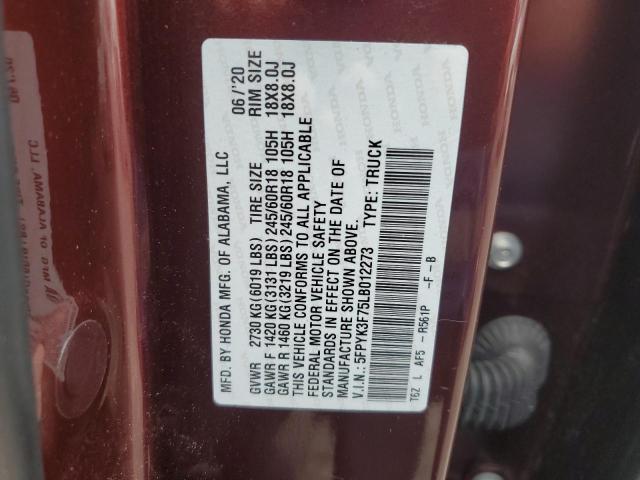 MFD. BY HONDA MFG. OF ALABAMA, LLC 06/'20
GVWR 2730 KG(6019 LBS) TIRE SIZE RIM SIZE
GAWR F 1420 KG(3131 LBS) 245/60R18 105H 18X8.0J
GAWR R 1460 KG(3219 LBS) 245/60R18 105H 18X8.0J
THIS VEHICLE CONFORMS TO ALL APPLICABLE
FEDERAL MOTOR VEHICLE SAFETY
STANDARDS IN EFFECT ON THE DATE OF
MANUFACTURE SHOWN ABOVE.
V.I.N.: 5FPYK3F75LB012273 TYPE: TRUCK
T6Z L AF5 - R561P -F-B